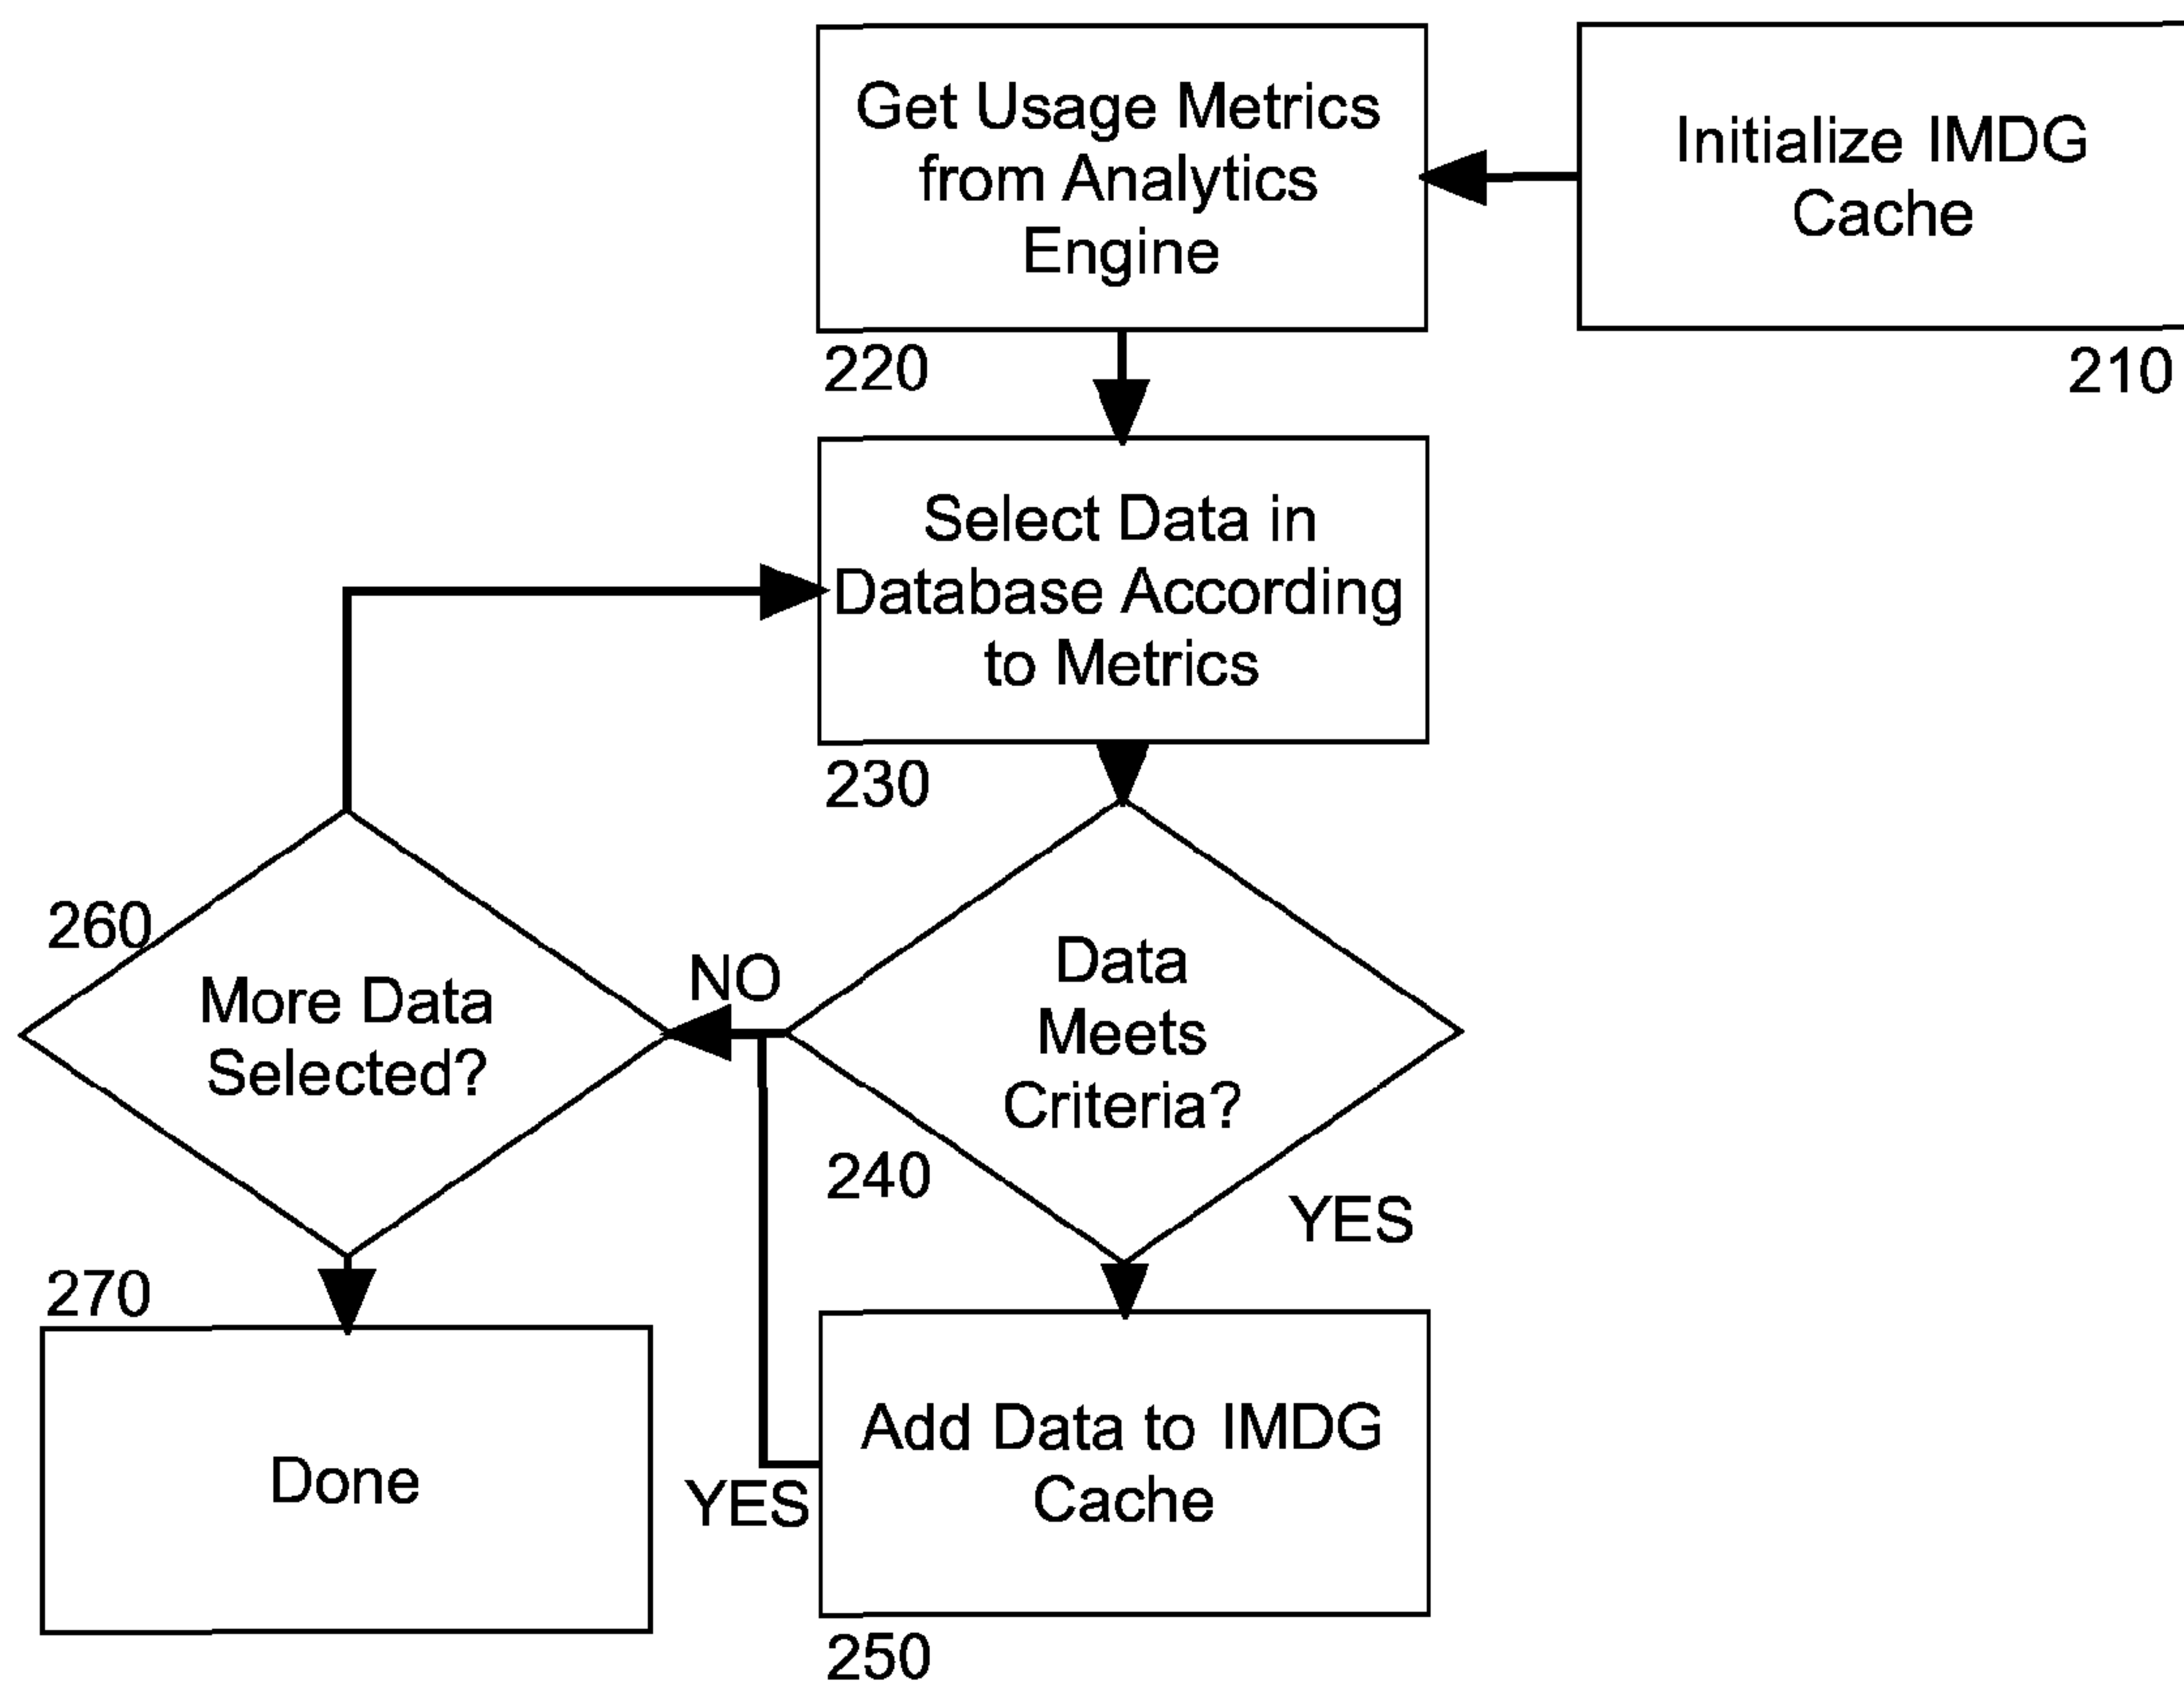 Get Usage Metrics
from Analytics
Engine
220
Initialize IMDG
Cache
210
Select Data in
Database According
to Metrics
230
260
More Data
Selected?
NO
Data
Meets
Criteria?
240
YES
270
Done
YES
Add Data to IMDG
Cache
250